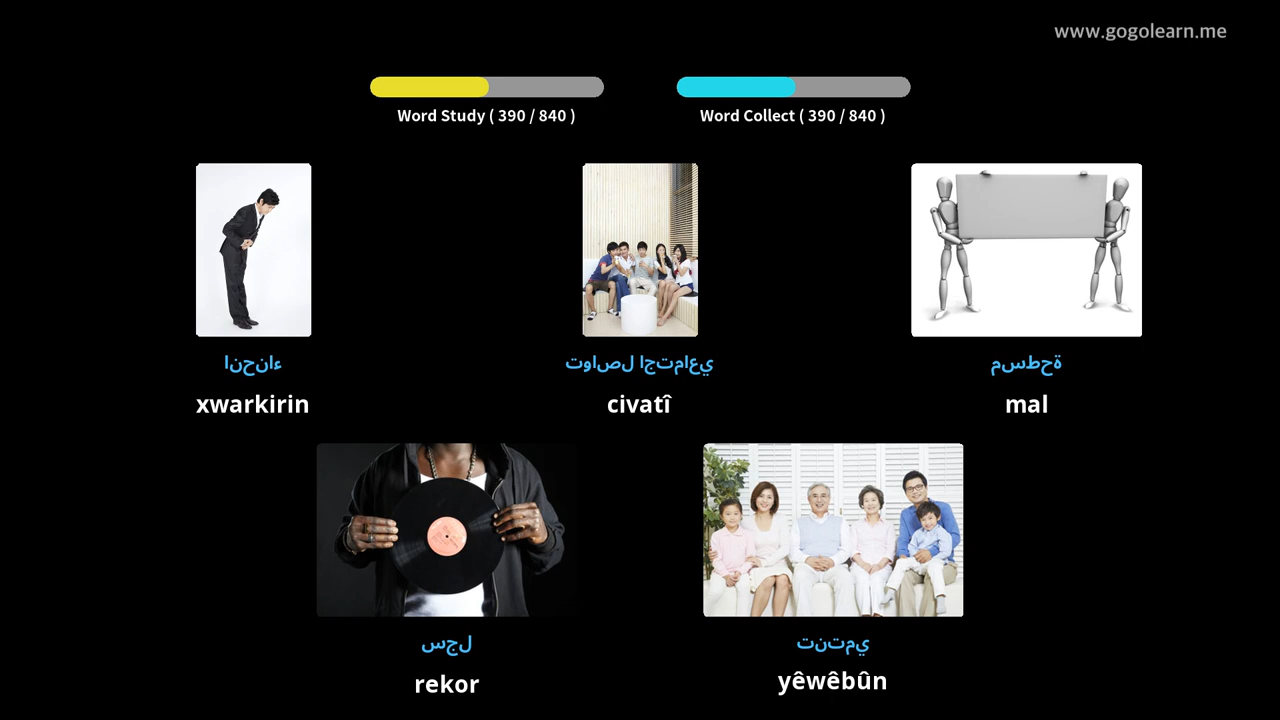 www.gogolearn.me
Word Study ( 390 / 840 )
Word Collect ( 390 / 840 )
انحناء
تواصل اجتماعي
مسطحة
xwarkirin
civatî
mal
سجل
تنتمي
rekor
yêwêbûn